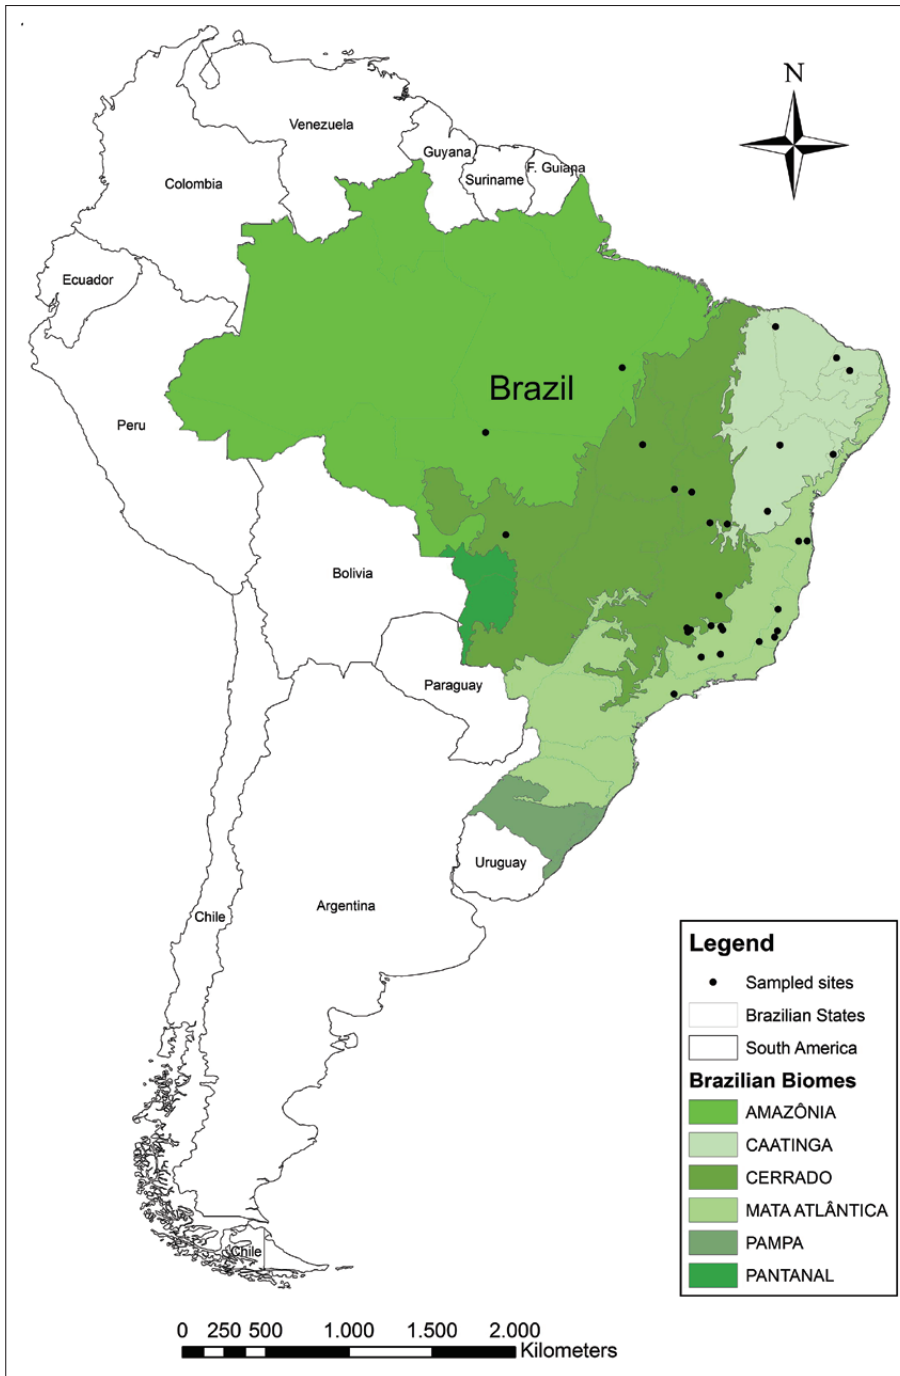 N
Venezuela
Guyana
F. Guiana
Suriname
Colombia
Ecuador
Brazil
Peru
Bolivia
Paraguay
Uruguay
Chile
Argentina
Legend
Sampled sites
Brazilian States
South America
Brazilian Biomes
AMAZÔNIA
CAATINGA
CERRADO
MATA ATLÂNTICA
PAMPA
PANTANAL
Chile
0 250 500 1.000 1.500 2.000
Kilometers